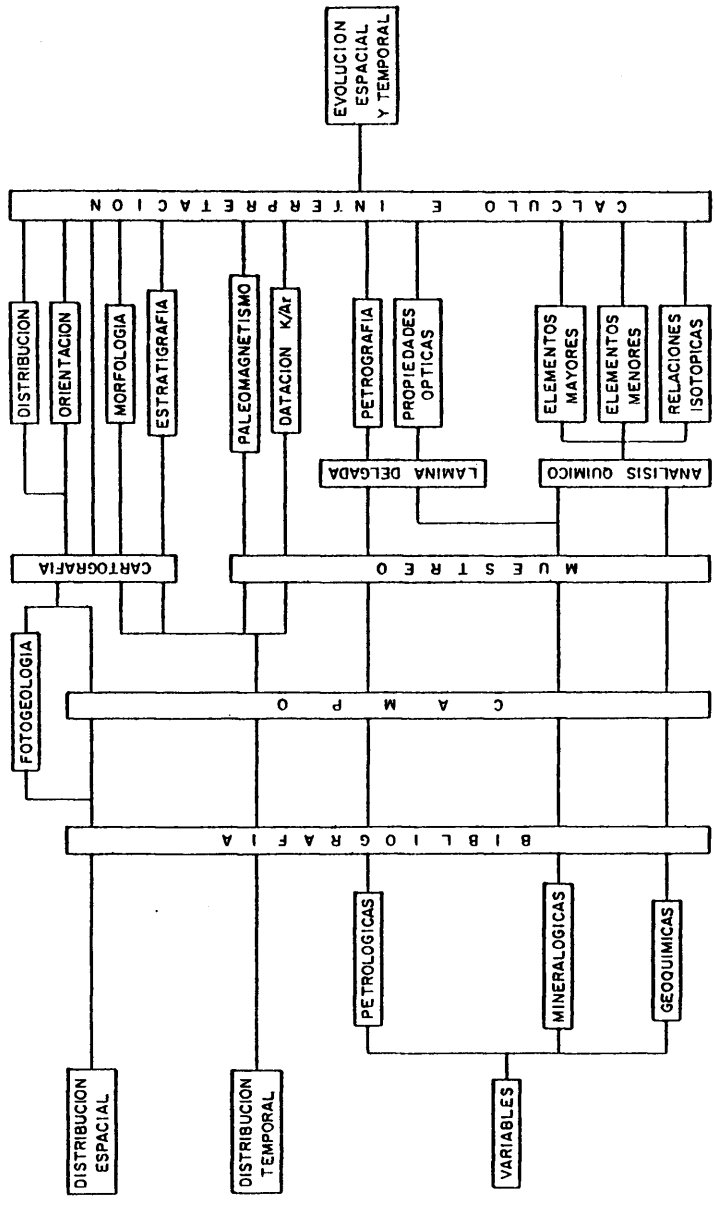 DISTRIBUCION
ESPACIAL
DISTRIBUCION
TEMPORAL
VARIABLES
PETROLOGICAS
MINERALOGICAS
GEOQUIMICAS
BIBLIOGRAFIA
FOTOGEOLOGIA
CAMPO
CARTOGRAFIA
MUESTREO
LAMINA DELGADA
ANALISIS QUIMICO
DISTRIBUCION
ORIENTACION
MORFOLOGIA
ESTRATIGRAFIA
PALEOMAGNETISMO
DATACION K/Ar
PETROGRAFIA
PROPIEDADES
OPTICAS
ELEMENTOS
MAYORES
ELEMENTOS
MENORES
RELACIONES
ISOTOPICAS
CALCULO E INTERPRETACION
EVOLUCION
ESPACIAL
Y TEMPORAL